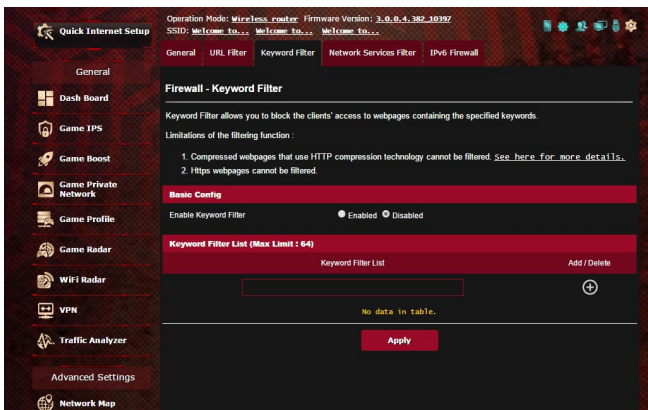 Quick Internet Setup
Operation Mode: Wireless router Firmware Version: 3.0.0.4.382_10397
SSID: Welcome to... Welcome to... Welcome to...
General URL Filter Keyword Filter Network Services Filter IPv6 Firewall
General
Dash Board
Game IPS
Game Boost
Game Private
Network
Game Profile
Game Radar
WiFi Radar
VPN
Traffic Analyzer
Advanced Settings
Network Map
Firewall - Keyword Filter
Keyword Filter allows you to block the clients' access to webpages containing the specified keywords.
Limitations of the filtering function :
1. Compressed webpages that use HTTP compression technology cannot be filtered. See here for more details.
2. Https webpages cannot be filtered.
Basic Config
Enable Keyword Filter Enabled Disabled
Keyword Filter List (Max Limit : 64)
Keyword Filter List Add / Delete
No data in table.
Apply